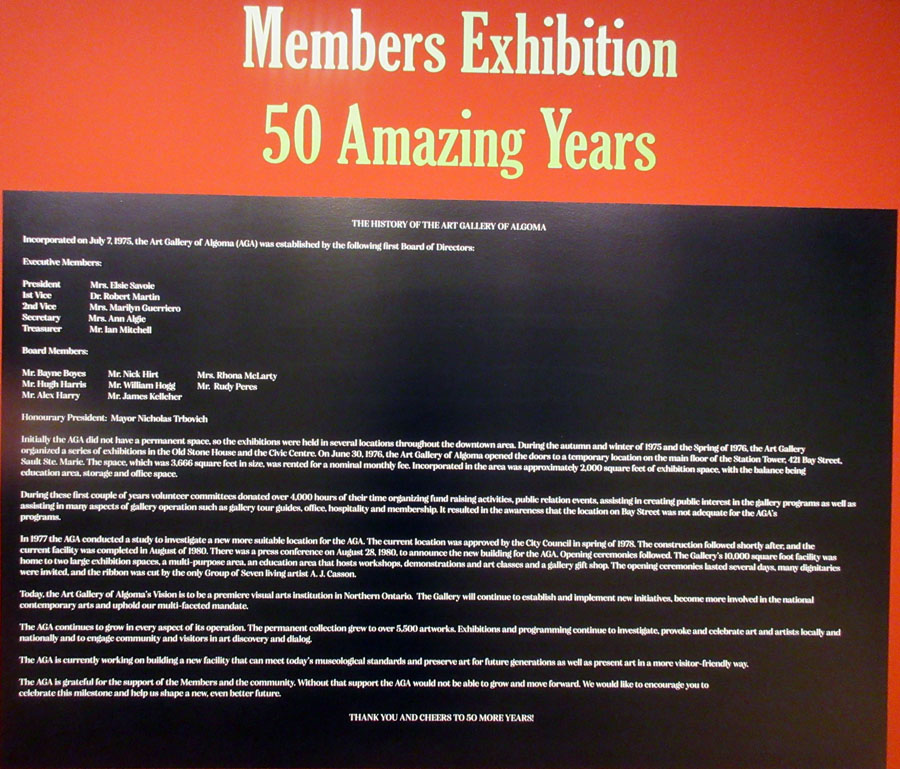 Members Exhibition
50 Amazing Years
THE HISTORY OF THE ART GALLERY OF ALGOMA
Incorporated on July 7, 1975, the Art Gallery of Algoma (AGA) was established by the following first Board of Directors:
Executive Members:
President Mrs. Elsie Savoie
1st Vice Dr. Robert Martin
2nd Vice Mrs. Marilyn Guerriero
Secretary Mrs. Ann Algie
Treasurer Mr. Ian Mitchell
Board Members:
Mr. Bayne Boyes Mr. Nick Hirt Mrs. Rhona McLarty
Mr. Hugh Harris Mr. William Hogg Mr. Rudy Peres
Mr. Alex Harry Mr. James Kelleher
Honourary President: Mayor Nicholas Trbovich
Initially the AGA did not have a permanent space, so the exhibitions were held in several locations throughout the downtown area. During the autumn and winter of 1975 and the Spring of 1976, the Art Gallery
organized a series of exhibitions in the Old Stone House and the Civic Centre. On June 30, 1976, the Art Gallery of Algoma opened the doors to a temporary location on the main floor of the Station Tower, 421 Bay Street,
Sault Ste. Marie. The space, which was 3,666 square feet in size, was rented for a nominal monthly fee. Incorporated in the area was approximately 2,000 square feet of exhibition space, with the balance being
education area, storage and office space.
During these first couple of years volunteer committees donated over 4,000 hours of their time organizing fund raising activities, public relation events, assisting in creating public interest in the gallery programs as well as
assisting in many aspects of gallery operation such as gallery tour guides, office, hospitality and membership. It resulted in the awareness that the location on Bay Street was not adequate for the AGA's
programs.
In 1977 the AGA conducted a study to investigate a new more suitable location for the AGA. The current location was approved by the City Council in spring of 1978. The construction followed shortly after, and the
current facility was completed in August of 1980. There was a press conference on August 28, 1980, to announce the new building for the AGA. Opening ceremonies followed. The Gallery's 10,000 square foot facility was
home to two large exhibition spaces, a multi-purpose area, an education area that hosts workshops, demonstrations and art classes and a gallery gift shop. The opening ceremonies lasted several days, many dignitaries
were invited, and the ribbon was cut by the only Group of Seven living artist A. J. Casson.
Today, the Art Gallery of Algoma's Vision is to be a premiere visual arts institution in Northern Ontario. The Gallery will continue to establish and implement new initiatives, become more involved in the national
contemporary arts and uphold our multi-faceted mandate.
The AGA continues to grow in every aspect of its operation. The permanent collection grew to over 5,500 artworks. Exhibitions and programming continue to investigate, provoke and celebrate art and artists locally and
nationally and to engage community and visitors in art discovery and dialog.
The AGA is currently working on building a new facility that can meet today's museological standards and preserve art for future generations as well as present art in a more visitor-friendly way.
The AGA is grateful for the support of the Members and the community. Without that support the AGA would not be able to grow and move forward. We would like to encourage you to
celebrate this milestone and help us shape a new, even better future.
THANK YOU AND CHEERS TO 50 MORE YEARS!